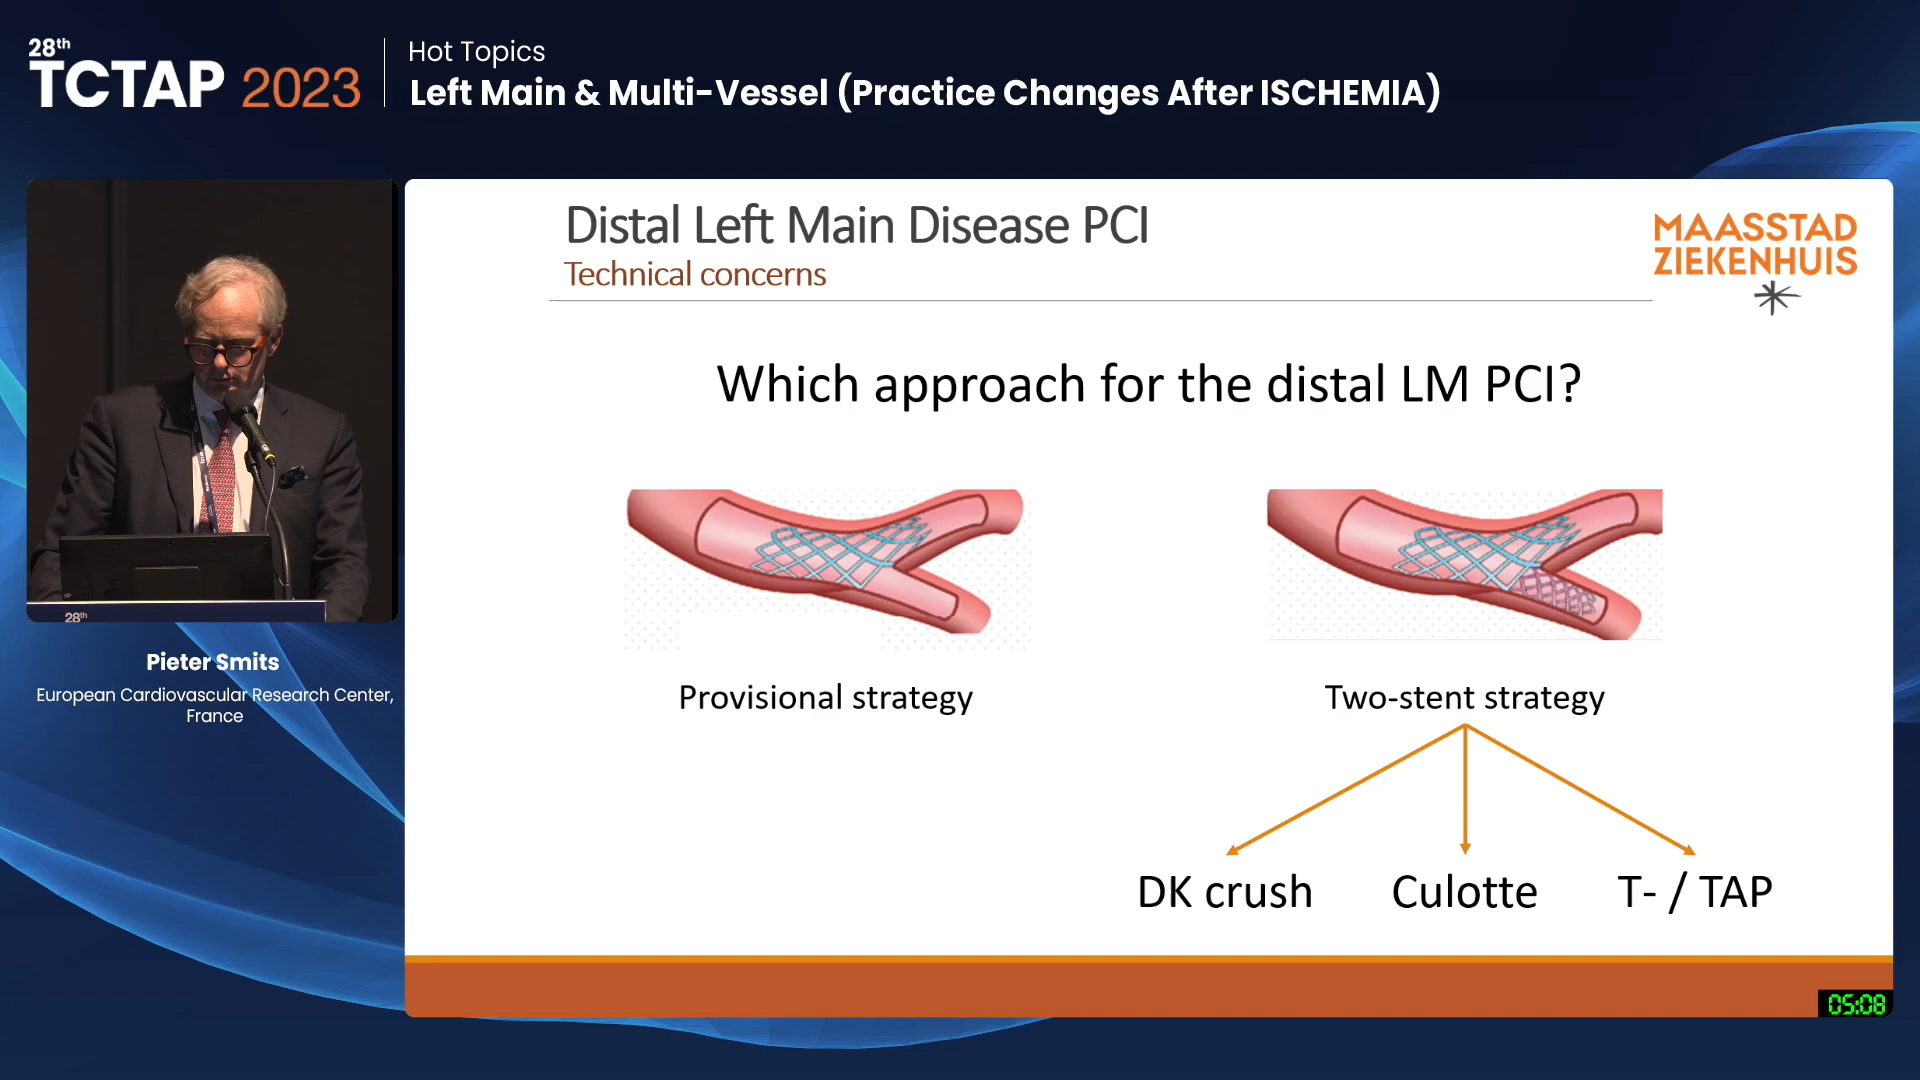 28th
TCTAP 2023
Hot Topics
Left Main & Multi-Vessel (Practice Changes After ISCHEMIA)
Distal Left Main Disease PCI
Technical concerns
MAASSTAD
ZIEKENHUIS
Which approach for the distal LM PCI?
Provisional strategy
Two-stent strategy
DK crush
Culotte
T- / TAP
28th
Pieter Smits
European Cardiovascular Research Center,
France
05:08